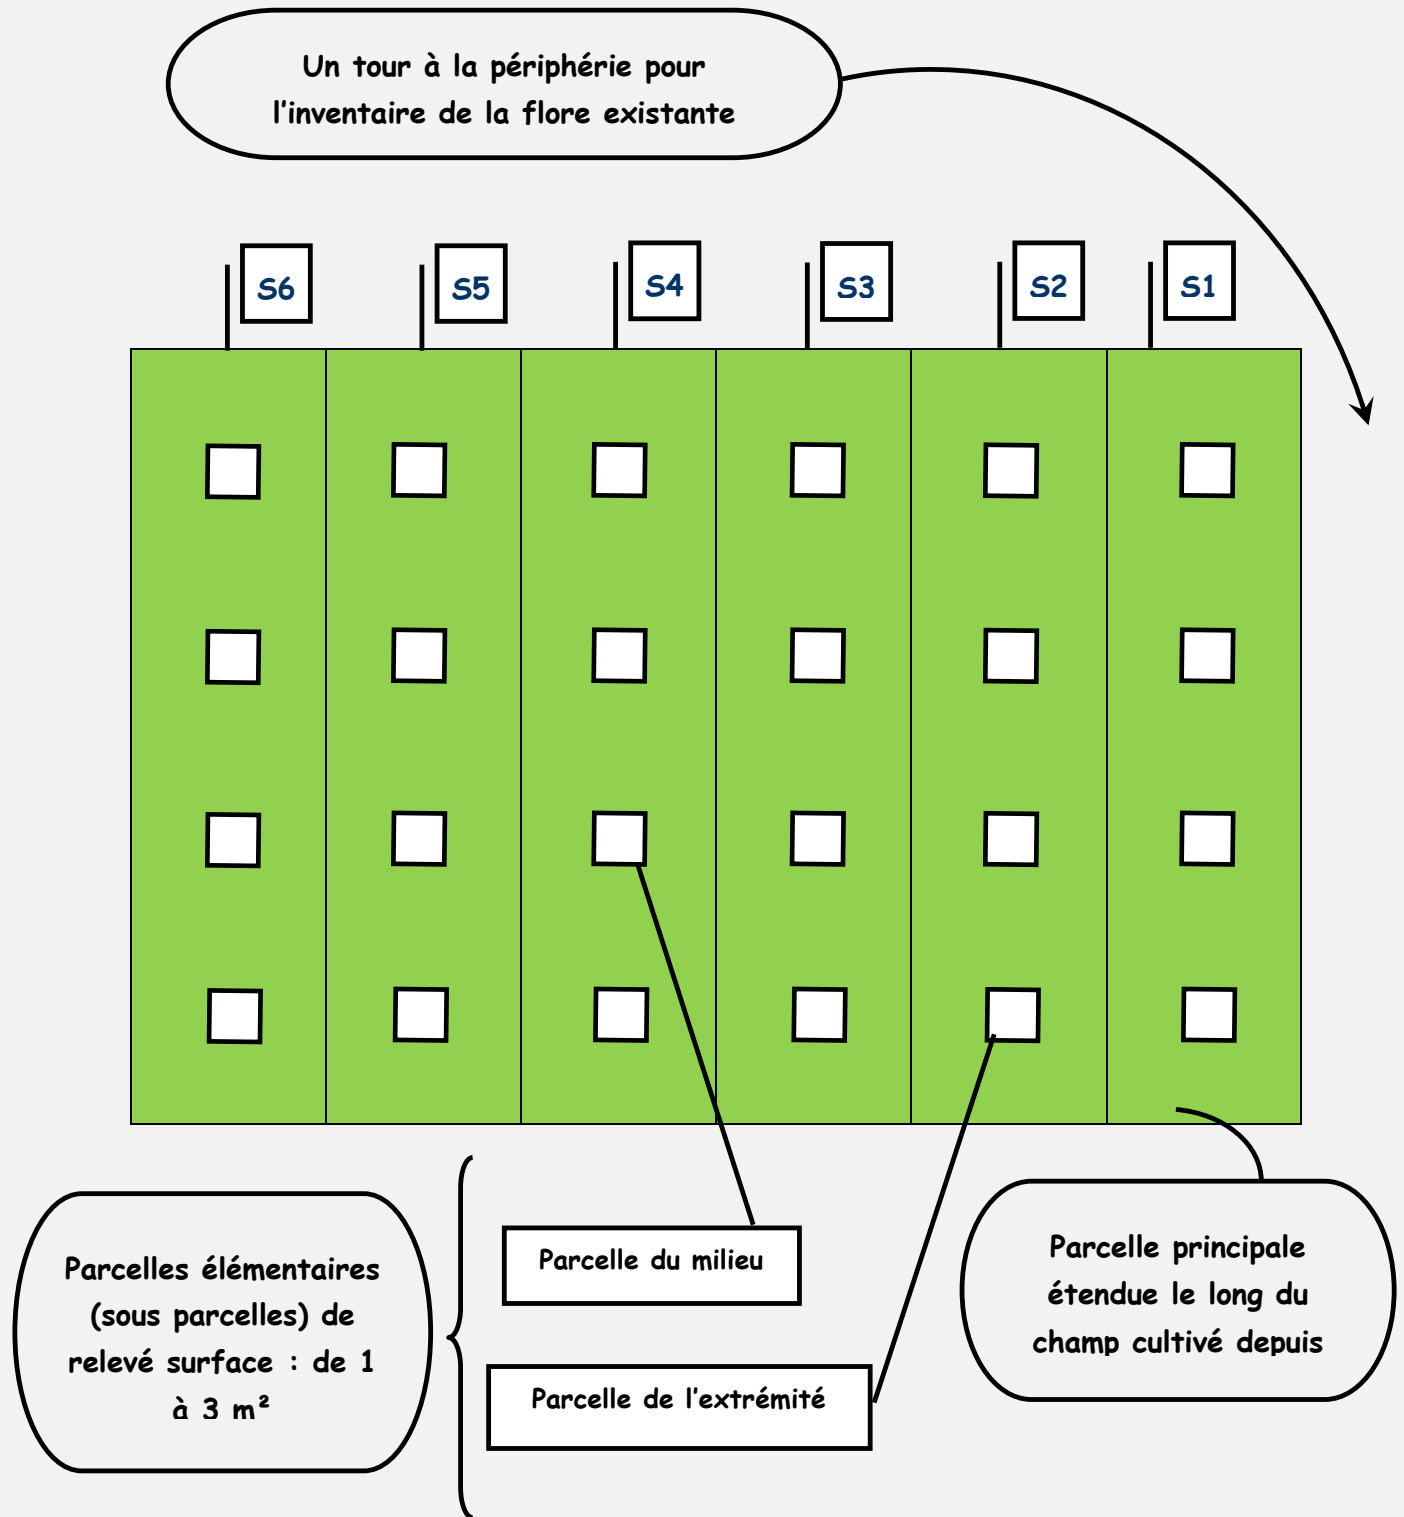 Un tour à la périphérie pour
l'inventaire de la flore existante
S6 S5 S4 S3 S2 S1
Parcelles élémentaires
(sous parcelles) de
relevé surface : de 1
à 3 m²
Parcelle du milieu
Parcelle de l'extrémité
Parcelle principale
étendue le long du
champ cultivé depuis